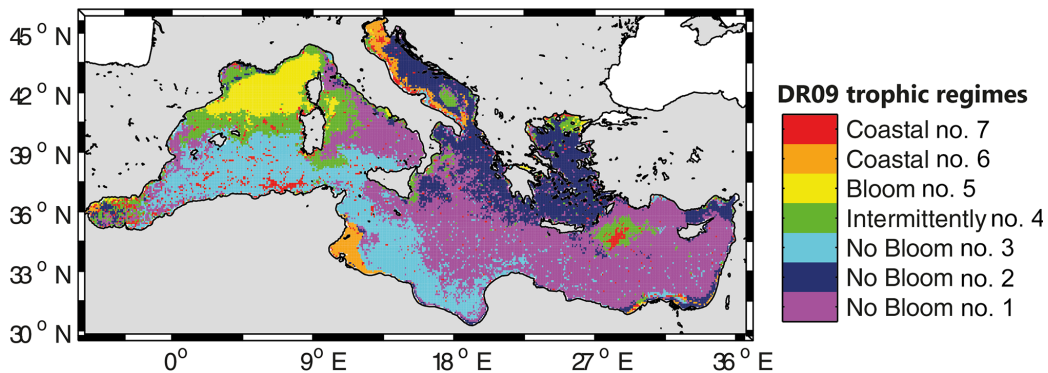 45° N
42° N
39° N
36° N
33° N
30° N
0° 9° E 18° E 27° E 36° E
DR09 trophic regimes
Coastal no. 7
Coastal no. 6
Bloom no. 5
Intermittently no. 4
No Bloom no. 3
No Bloom no. 2
No Bloom no. 1